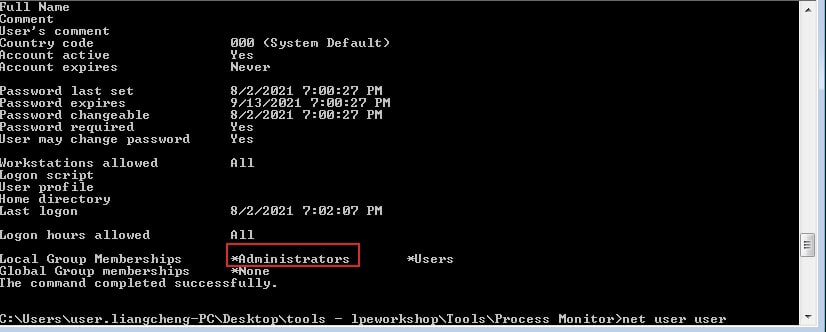 Full Name
Comment
User's comment
Country code 000 (System Default)
Account active Yes
Account expires Never
Password last set 8/2/2021 7:00:27 PM
Password expires 9/13/2021 7:00:27 PM
Password changeable 8/2/2021 7:00:27 PM
Password required Yes
User may change password Yes
Workstations allowed All
Logon script
User profile
Home directory
Last logon 8/2/2021 7:02:07 PM
Logon hours allowed All
Local Group Memberships *Administrators *Users
Global Group memberships *None
The command completed successfully.
C:\Users\user.liangcheng-PC\Desktop\tools - lpeworkshop\Tools\Process Monitor>net user user